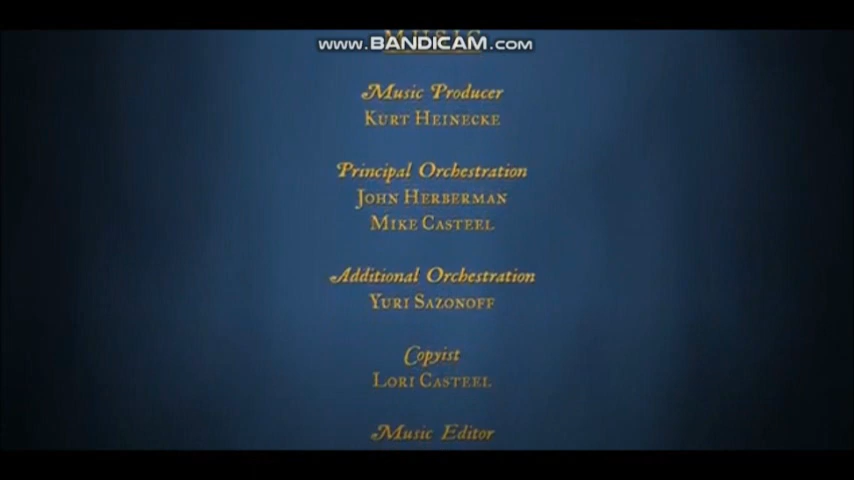 www.BANDICAM.com
MUSIC
Music Producer
KURT HEINECKE
Principal Orchestration
JOHN HERBERMAN
MIKE CASTEEL
Additional Orchestration
YURI SAZONOFF
Copyist
LORI CASTEEL
Music Editor